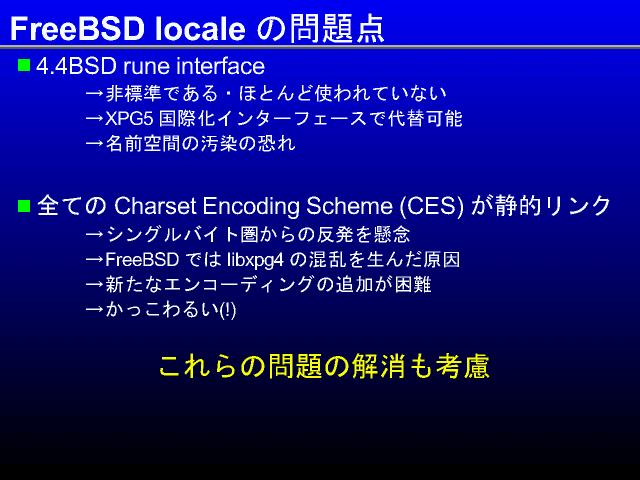 FreeBSD locale の問題点
4.4BSD rune interface
→非標準である・ほとんど使われていない
→XPG5 国際化インターフェースで代替可能
→名前空間の汚染の恐れ
全ての Charset Encoding Scheme (CES) が静的リンク
→シングルバイト圏からの反発を懸念
→FreeBSD では libxpg4 の混乱を生んだ原因
→新たなエンコーディングの追加が困難
→かっこわるい(!)
これらの問題の解消も考慮